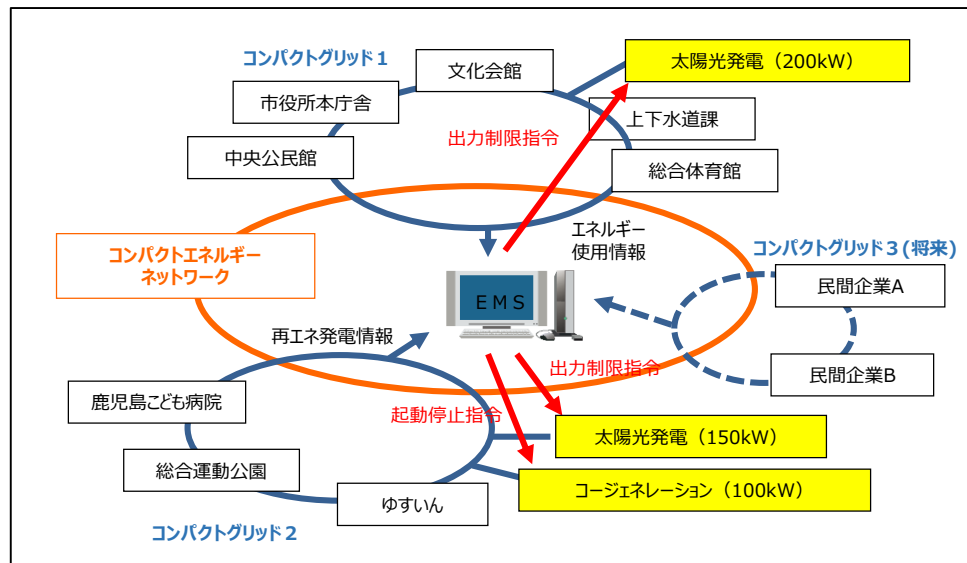 コンパクトグリッド１
文化会館
太陽光発電（200kW）
市役所本庁舎
上下水道課
出力制限指令
中央公民館
総合体育館
エネルギー
使用情報
コンパクトエネルギー
ネットワーク
コンパクトグリッド３(将来)
民間企業A
ＥＭＳ
再エネ発電情報
出力制限指令
民間企業B
鹿児島こども病院
起動停止指令
太陽光発電（150kW）
総合運動公園
コージェネレーション（100kW）
ゆすいん
コンパクトグリッド２